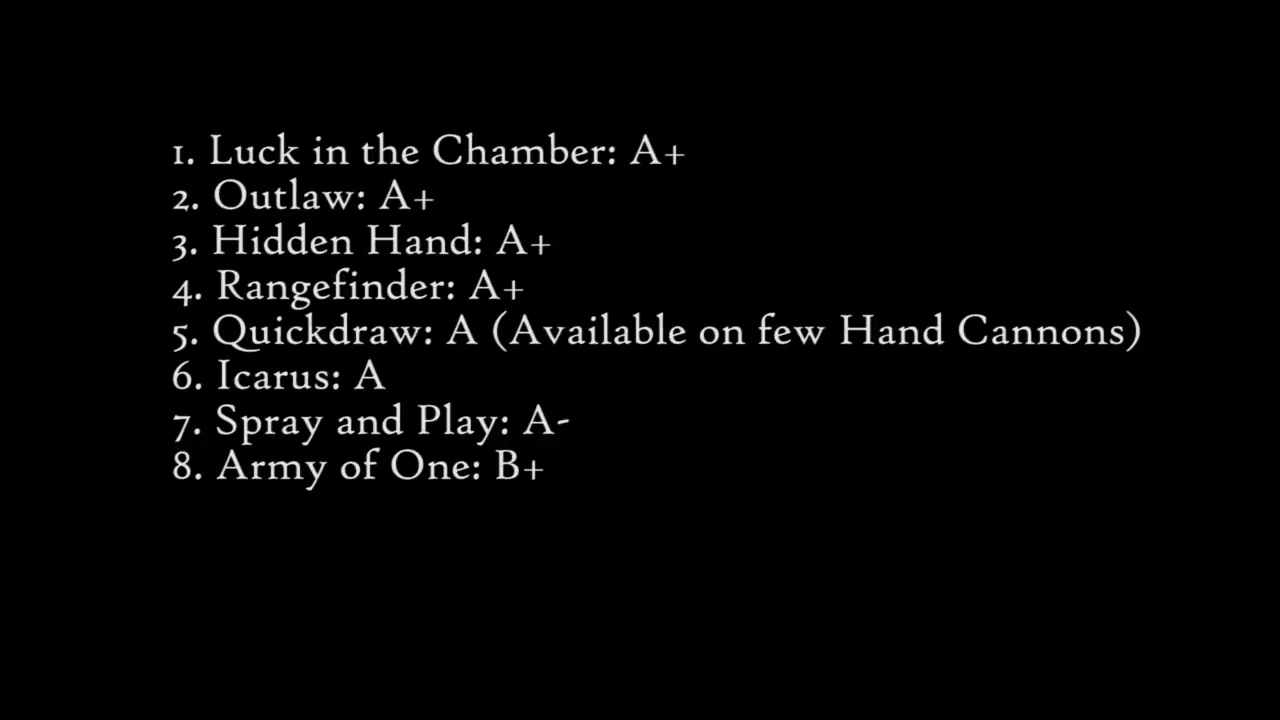 1. Luck in the Chamber: A+
2. Outlaw: A+
3. Hidden Hand: A+
4. Rangefinder: A+
5. Quickdraw: A (Available on few Hand Cannons)
6. Icarus: A
7. Spray and Play: A-
8. Army of One: B+